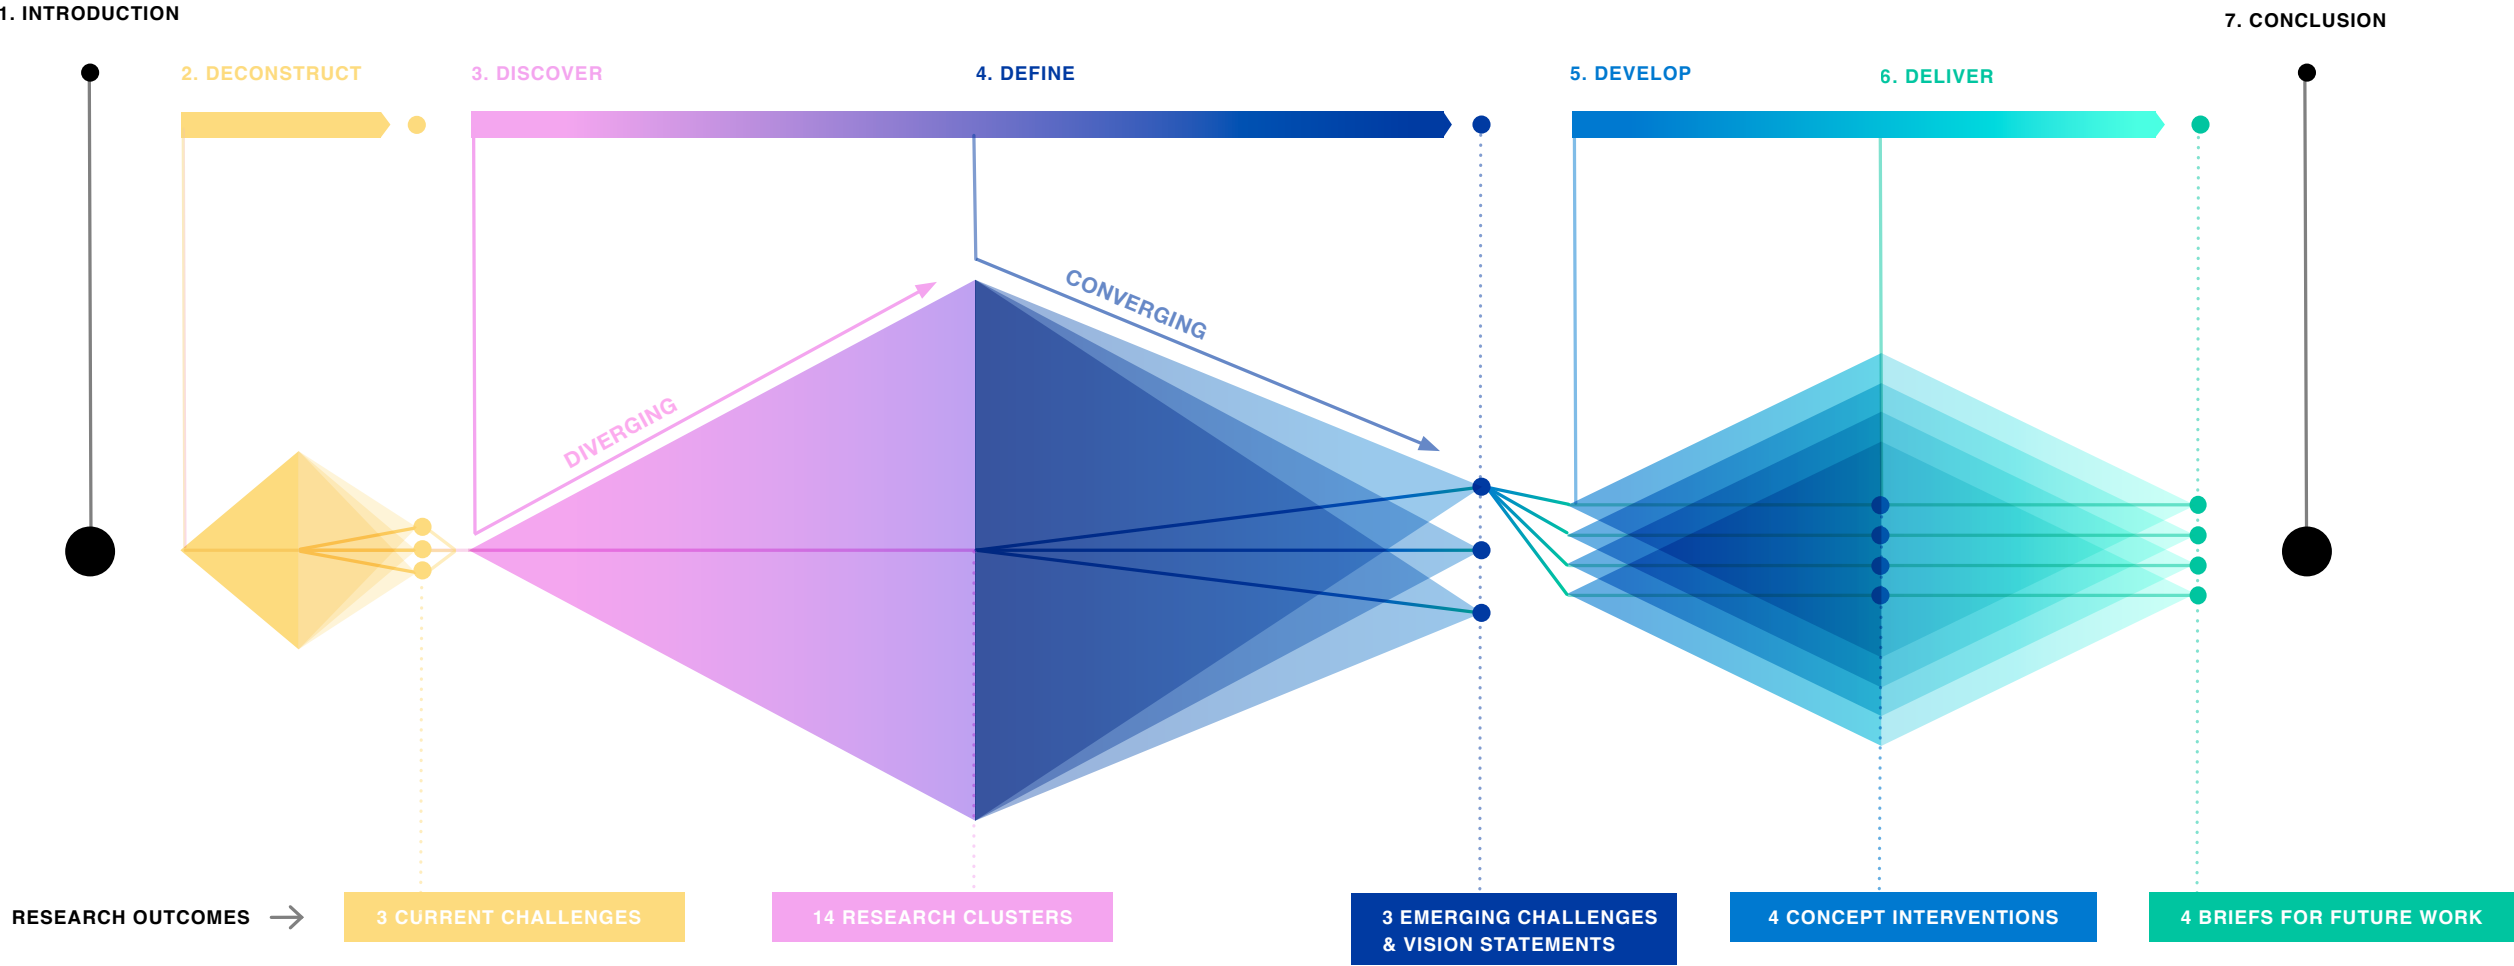 1. INTRODUCTION
7. CONCLUSION
2. DECONSTRUCT
3. DISCOVER
4. DEFINE
5. DEVELOP
6. DELIVER
DIVERGING
CONVERGING
RESEARCH OUTCOMES
3 CURRENT CHALLENGES
14 RESEARCH CLUSTERS
3 EMERGING CHALLENGES
& VISION STATEMENTS
4 CONCEPT INTERVENTIONS
4 BRIEFS FOR FUTURE WORK